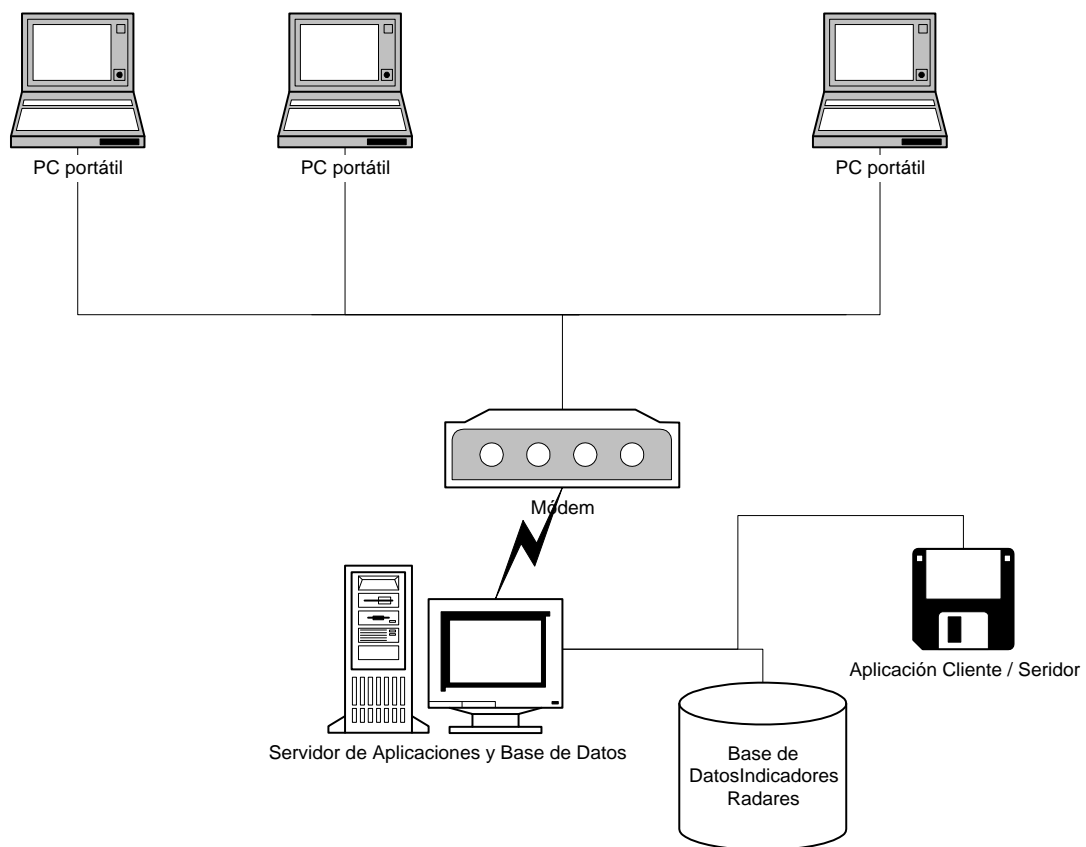 PC portátil
PC portátil
PC portátil
Módem
Aplicación Cliente / Seridor
Servidor de Aplicaciones y Base de Datos
Base de
DatosIndicadores
Radares